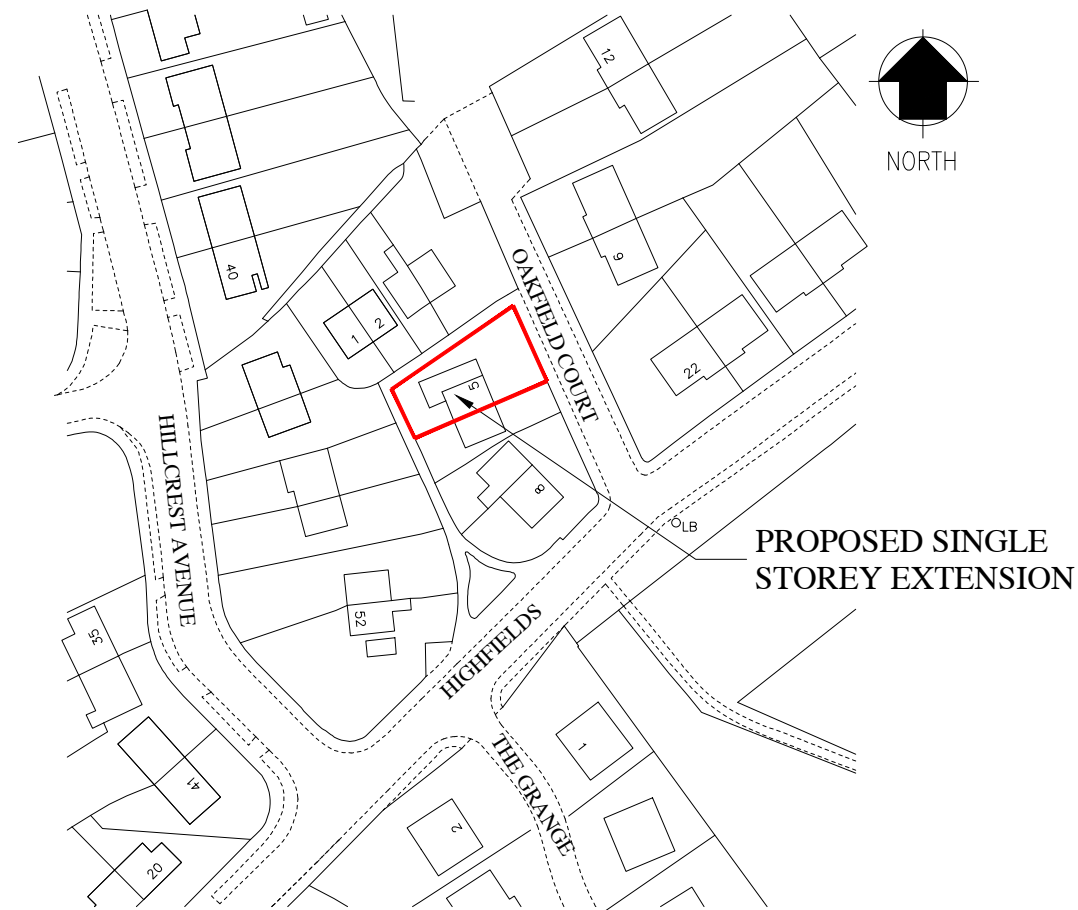 12
NORTH
40
9
OAKFIELD COURT
1
2
22
5
HILLCREST AVENUE
8
LB
PROPOSED SINGLE
STOREY EXTENSION
52
35
HIGHFIELDS
1
THE GRANGE
41
2
20